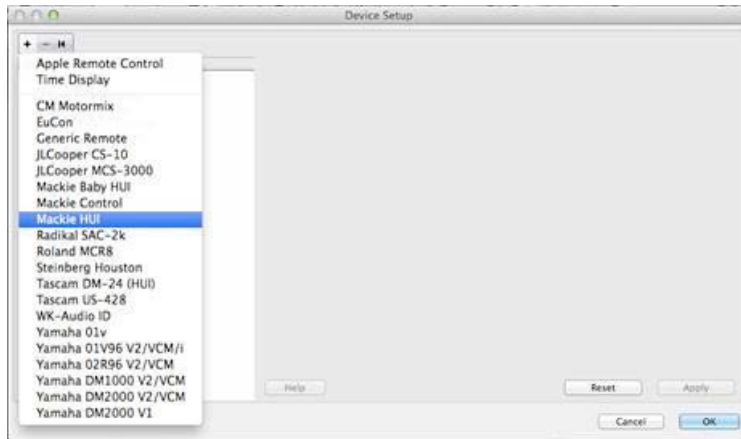 Device Setup
+ - |◀
Apple Remote Control
Time Display
CM Motormix
EuCon
Generic Remote
JLCooper CS-10
JLCooper MCS-3000
Mackie Baby HUI
Mackie Control
Mackie HUI
Radikal SAC-2k
Roland MCR8
Steinberg Houston
Tascam DM-24 (HUI)
Tascam US-428
WK-Audio ID
Yamaha 01v
Yamaha 01V96 V2/VCM/i
Yamaha 02R96 V2/VCM
Yamaha DM1000 V2/VCM
Yamaha DM2000 V2/VCM
Yamaha DM2000 V1
Help
Reset
Apply
Cancel
OK